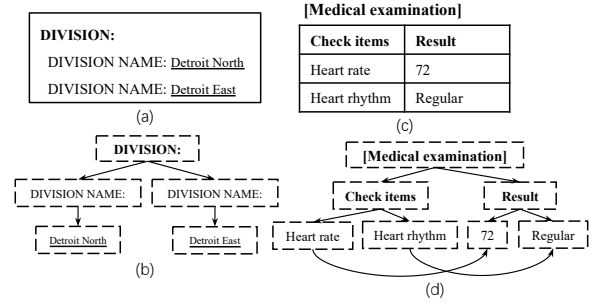 DIVISION:
DIVISION NAME: Detroit North
DIVISION NAME: Detroit East
(a)
[Medical examination]
Check items Result
Heart rate 72
Heart rhythm Regular
(c)
DIVISION:
DIVISION NAME: DIVISION NAME:
Detroit North Detroit East
(b)
[Medical examination]
Check items Result
Heart rate Heart rhythm 72 Regular
(d)